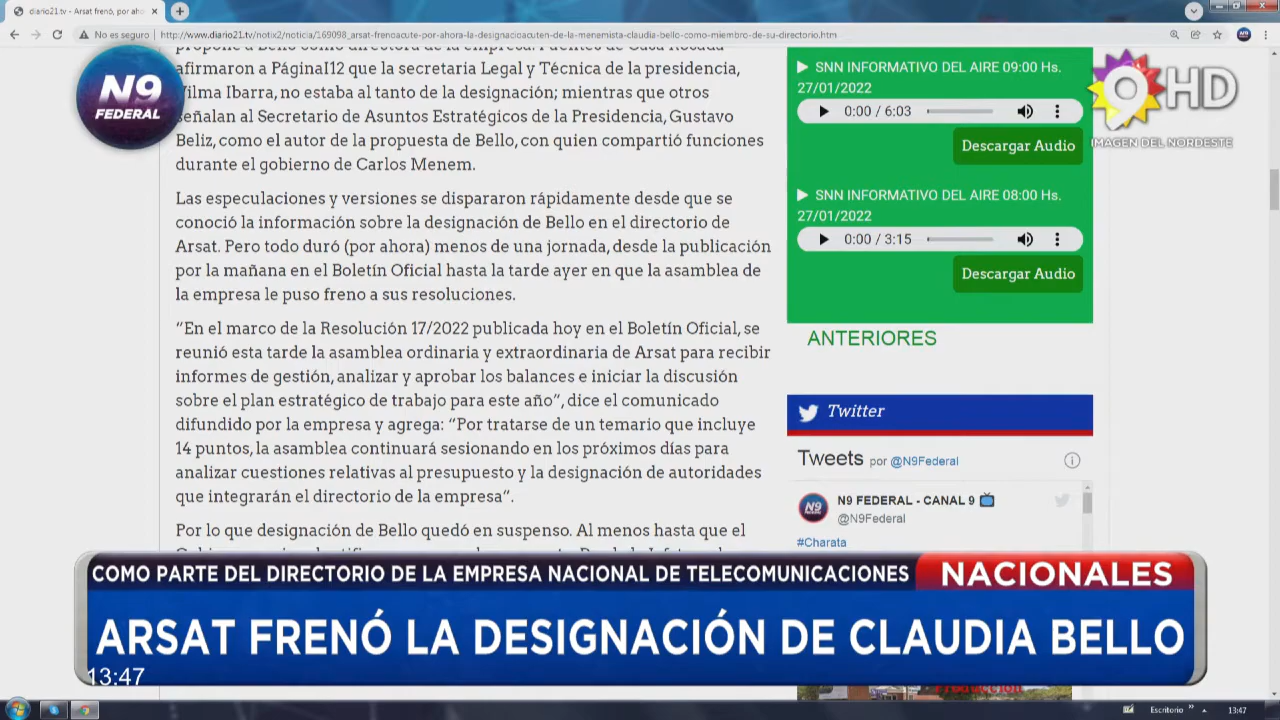 diario21.tv - Arsat frenó, por aho
No es seguro
http://www.diario21.tv/notix2/noticia/169098_arsat-frenoacute-por-ahora-la-designacioacuten-de-la-menemista-claudia-bello-como-miembro-de-su-directorio.htm
N9
FEDERAL
HD
IMAGEN DEL NORDESTE
propone a Bello como directora de la empresa. Fuentes de Casa Rosada
afirmaron a PáginaI12 que la secretaria Legal y Técnica de la presidencia,
Vilma Ibarra, no estaba al tanto de la designación; mientras que otros
señalan al Secretario de Asuntos Estratégicos de la Presidencia, Gustavo
Beliz, como el autor de la propuesta de Bello, con quien compartió funciones
durante el gobierno de Carlos Menem.
Las especulaciones y versiones se dispararon rápidamente desde que se
conoció la información sobre la designación de Bello en el directorio de
Arsat. Pero todo duró (por ahora) menos de una jornada, desde la publicación
por la mañana en el Boletín Oficial hasta la tarde ayer en que la asamblea de
la empresa le puso freno a sus resoluciones.
“En el marco de la Resolución 17/2022 publicada hoy en el Boletín Oficial, se
reunió esta tarde la asamblea ordinaria y extraordinaria de Arsat para recibir
informes de gestión, analizar y aprobar los balances e iniciar la discusión
sobre el plan estratégico de trabajo para este año”, dice el comunicado
difundido por la empresa y agrega: “Por tratarse de un temario que incluye
14 puntos, la asamblea continuará sesionando en los próximos días para
analizar cuestiones relativas al presupuesto y la designación de autoridades
que integrarán el directorio de la empresa”.
Por lo que designación de Bello quedó en suspenso. Al menos hasta que el
SNN INFORMATIVO DEL AIRE 09:00 Hs.
27/01/2022
0:00 / 6:03
Descargar Audio
SNN INFORMATIVO DEL AIRE 08:00 Hs.
27/01/2022
0:00 / 3:15
Descargar Audio
ANTERIORES
Twitter
Tweets por @N9Federal
N9 FEDERAL - CANAL 9
@N9Federal
#Charata
COMO PARTE DEL DIRECTORIO DE LA EMPRESA NACIONAL DE TELECOMUNICACIONES
NACIONALES
ARSAT FRENÓ LA DESIGNACIÓN DE CLAUDIA BELLO
13:47
Producción
Escritorio
13:47